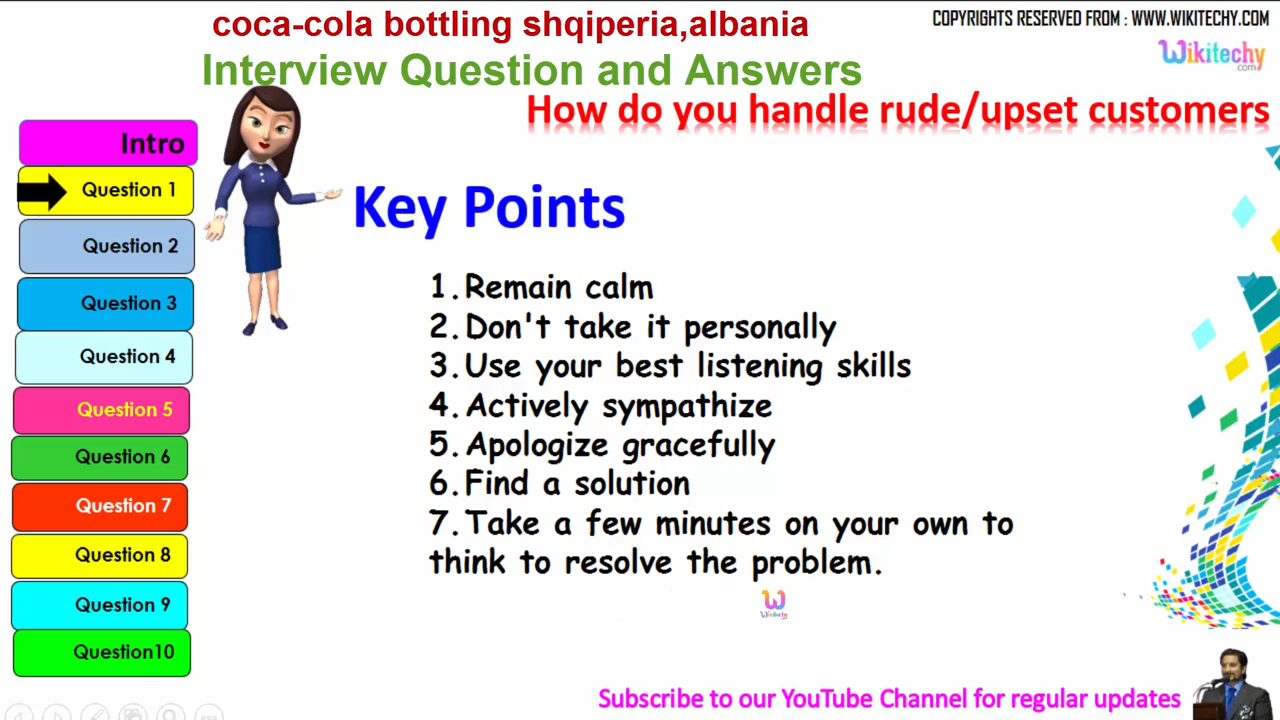 coca-cola bottling shqiperia,albania
COPYRIGHTS RESERVED FROM : WWW.WIKITECHY.COM
Interview Question and Answers
Wikitechy
.com
How do you handle rude/upset customers
Intro
Question 1
Question 2
Question 3
Question 4
Question 5
Question 6
Question 7
Question 8
Question 9
Question10
Key Points
1.Remain calm
2.Don't take it personally
3.Use your best listening skills
4.Actively sympathize
5.Apologize gracefully
6.Find a solution
7.Take a few minutes on your own to
think to resolve the problem.
W
Wikitechy
Subscribe to our YouTube Channel for regular updates